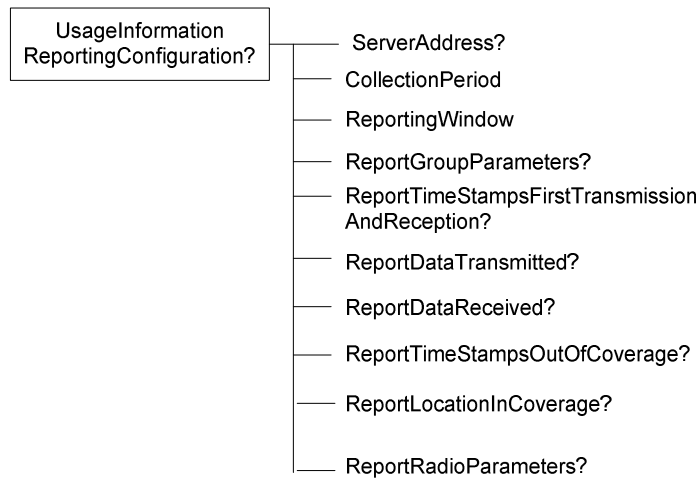 UsageInformation
ReportingConfiguration?
ServerAddress?
CollectionPeriod
ReportingWindow
ReportGroupParameters?
ReportTimeStampsFirstTransmission
AndReception?
ReportDataTransmitted?
ReportDataReceived?
ReportTimeStampsOutOfCoverage?
ReportLocationInCoverage?
ReportRadioParameters?